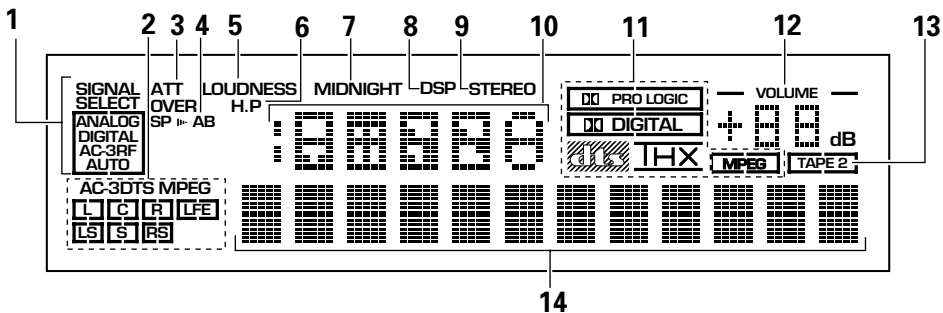 1 2 3 4 5 6 7 8 9 10 11 12 13
SIGNAL SELECT
ATT LOUDNESS MIDNIGHT DSP STEREO
OVER H.P
SP AB
ANALOG
DIGITAL
AC-3RF
AUTO
AC-3DTS MPEG
L C R LFE
LS S RS
PRO LOGIC
DIGITAL
dts THX MPEG
VOLUME
+88 dB
TAPE 2
14